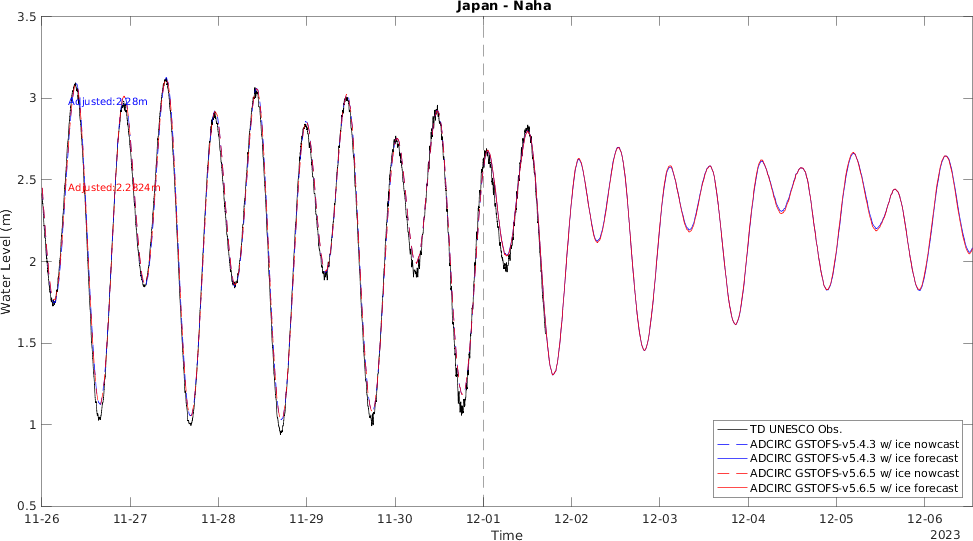 Japan - Naha
Water Level (m)
3.5
3
2.5
2
1.5
1
0.5
Adjusted:2.28m
Adjusted:2.2824m
TD UNESCO Obs.
ADCIRC GSTOFS-v5.4.3 w/ ice nowcast
ADCIRC GSTOFS-v5.4.3 w/ ice forecast
ADCIRC GSTOFS-v5.6.5 w/ ice nowcast
ADCIRC GSTOFS-v5.6.5 w/ ice forecast
11-26 11-27 11-28 11-29 11-30 12-01 12-02 12-03 12-04 12-05 12-06
Time
2023